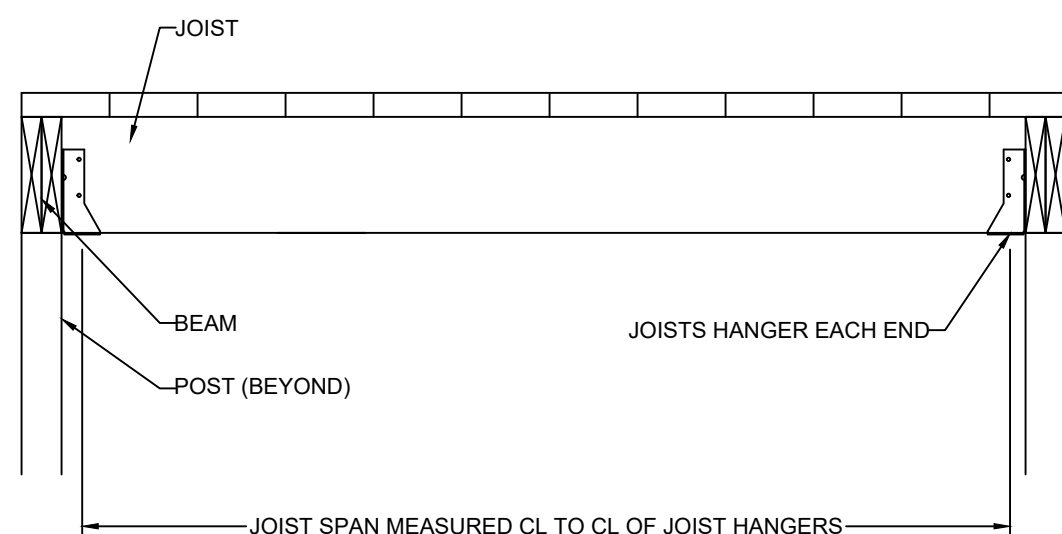 JOIST
BEAM
JOISTS HANGER EACH END
POST (BEYOND)
JOIST SPAN MEASURED CL TO CL OF JOIST HANGERS